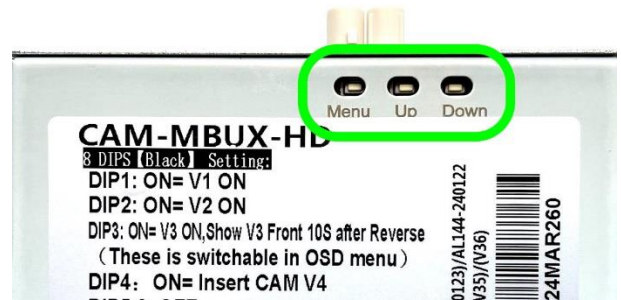 Menu Up Down
CAM-MBUX-HD
8 DIPS【Black】 Setting:
DIP1: ON= V1 ON
DIP2: ON= V2 ON
DIP3: ON= V3 ON,Show V3 Front 10S after Reverse
（These is switchable in OSD menu）
DIP4： ON= Insert CAM V4
0123)/AL144-240122
V35)/(V36)
24MAR260